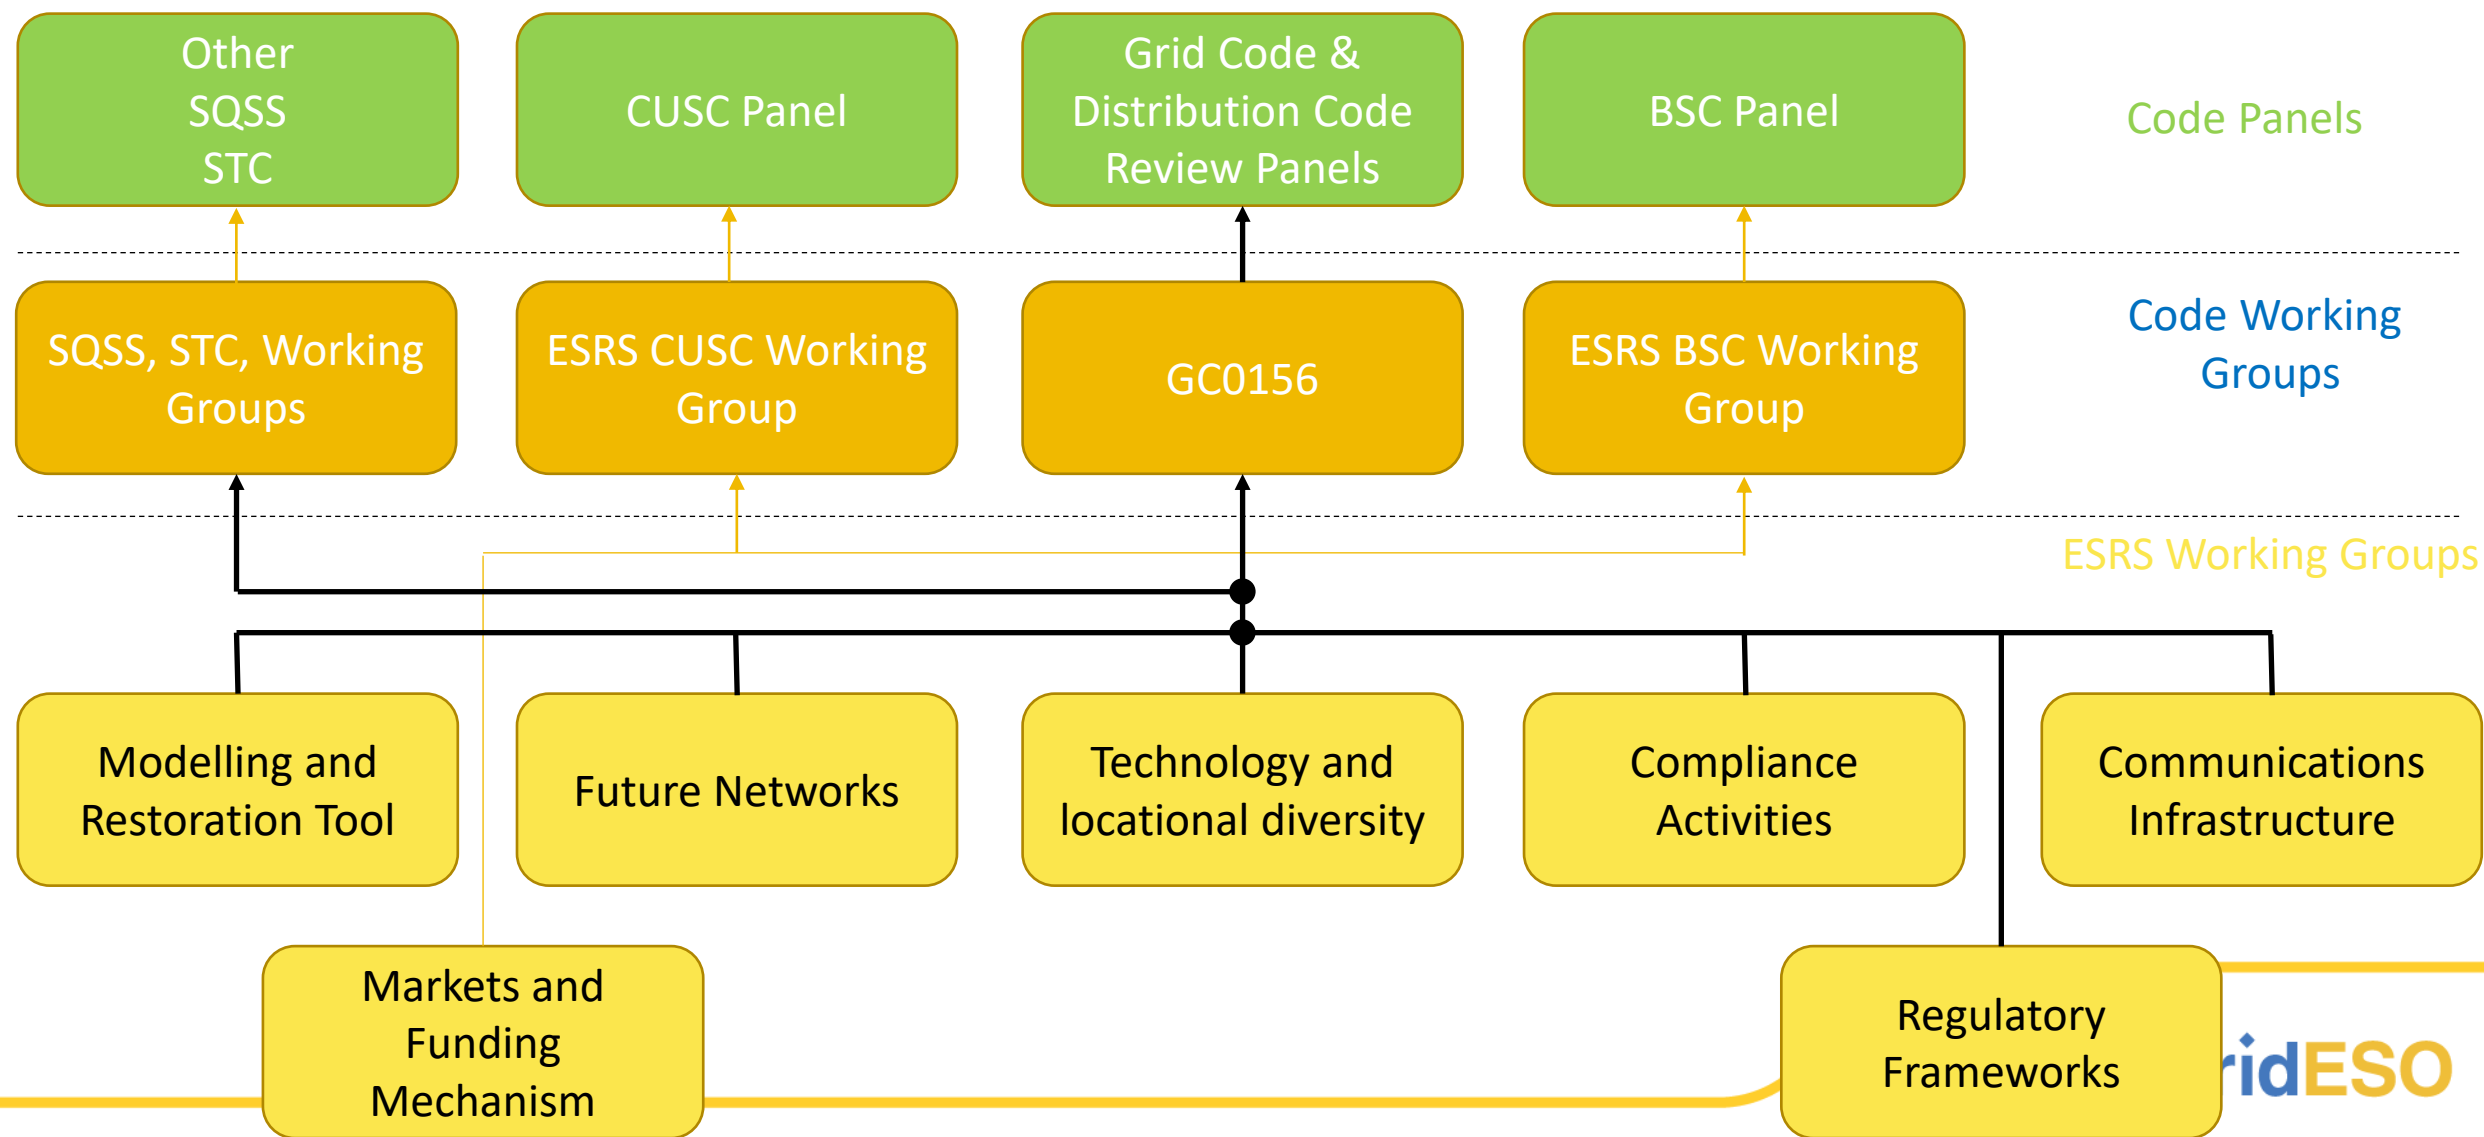 Other
SQSS
STC
CUSC Panel
Grid Code &
Distribution Code
Review Panels
BSC Panel
Code Panels
SQSS, STC, Working
Groups
ESRS CUSC Working
Group
GC0156
ESRS BSC Working
Group
Code Working
Groups
ESRS Working Groups
Modelling and
Restoration Tool
Future Networks
Technology and
locational diversity
Compliance
Activities
Communications
Infrastructure
Markets and
Funding
Mechanism
Regulatory
Frameworks
ridESO